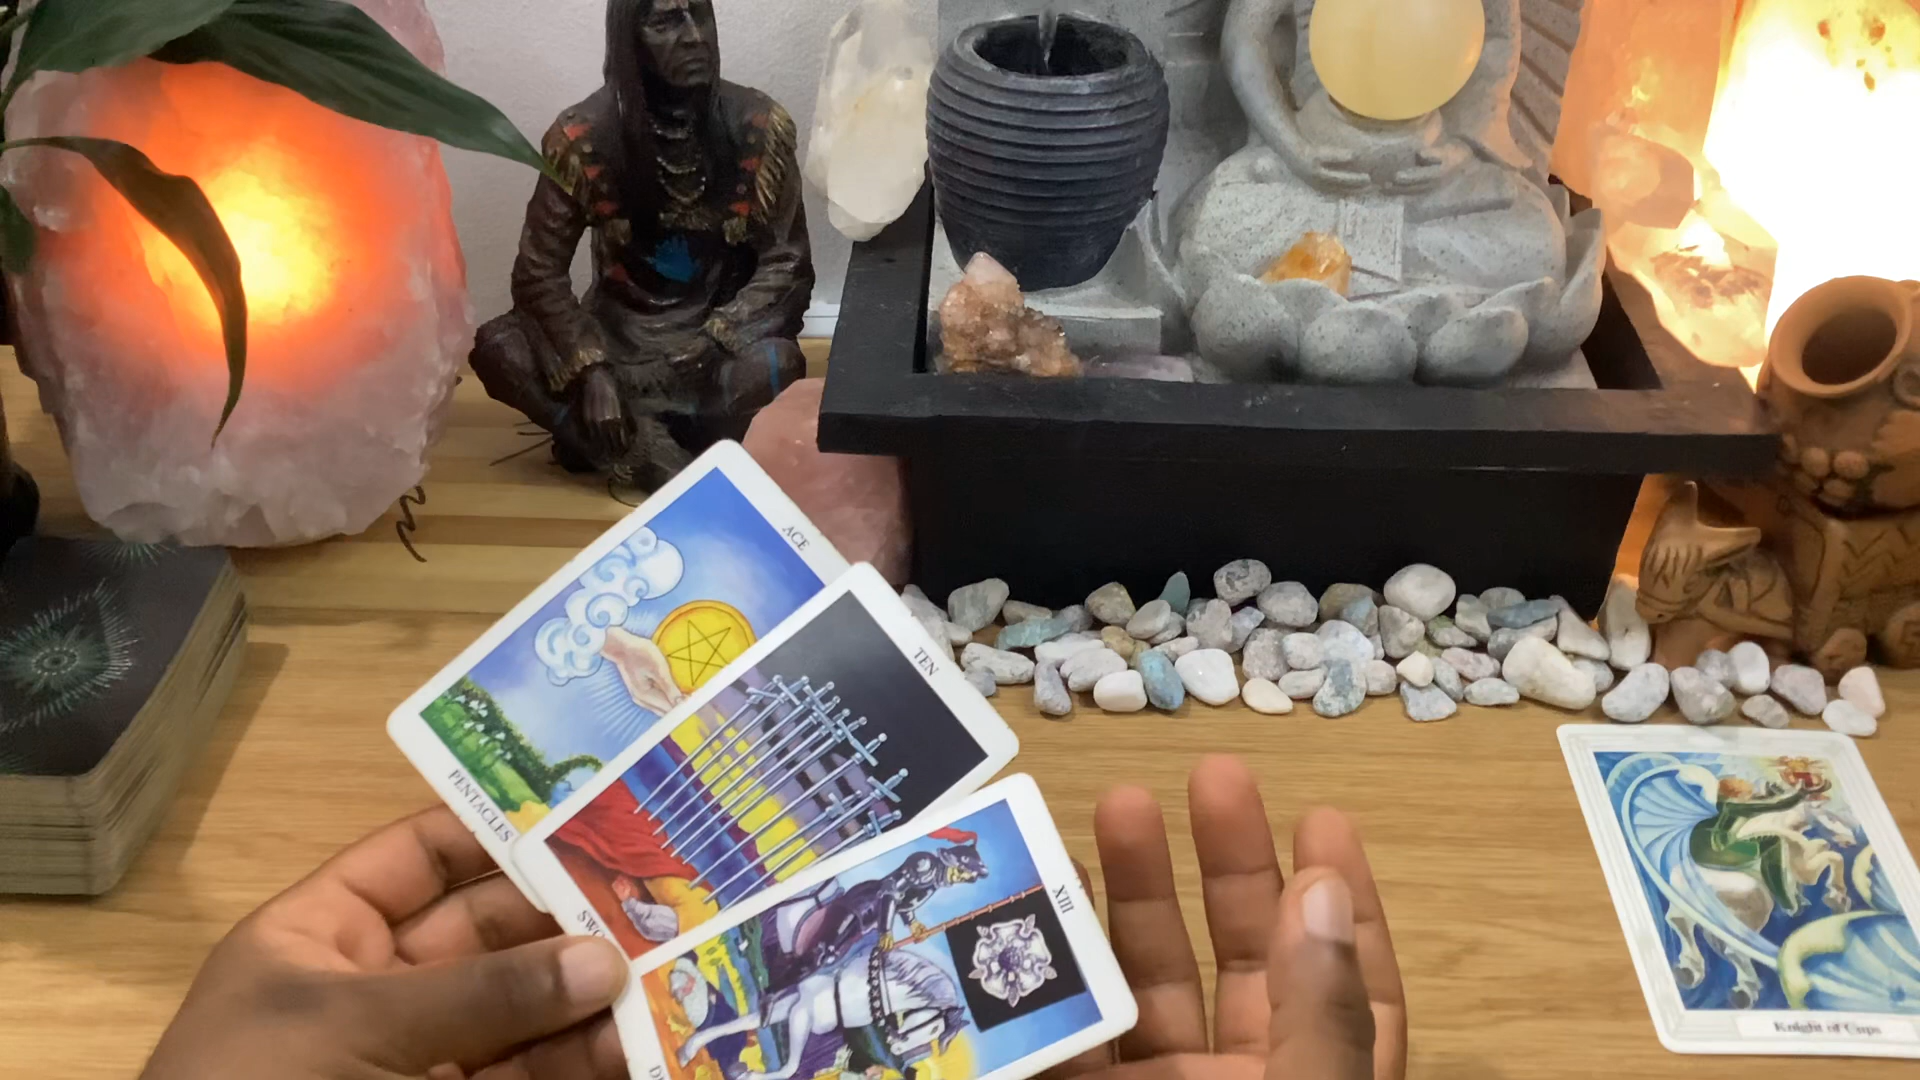 ACE
PENTACLES
TEN
XIII
Knight of Cups